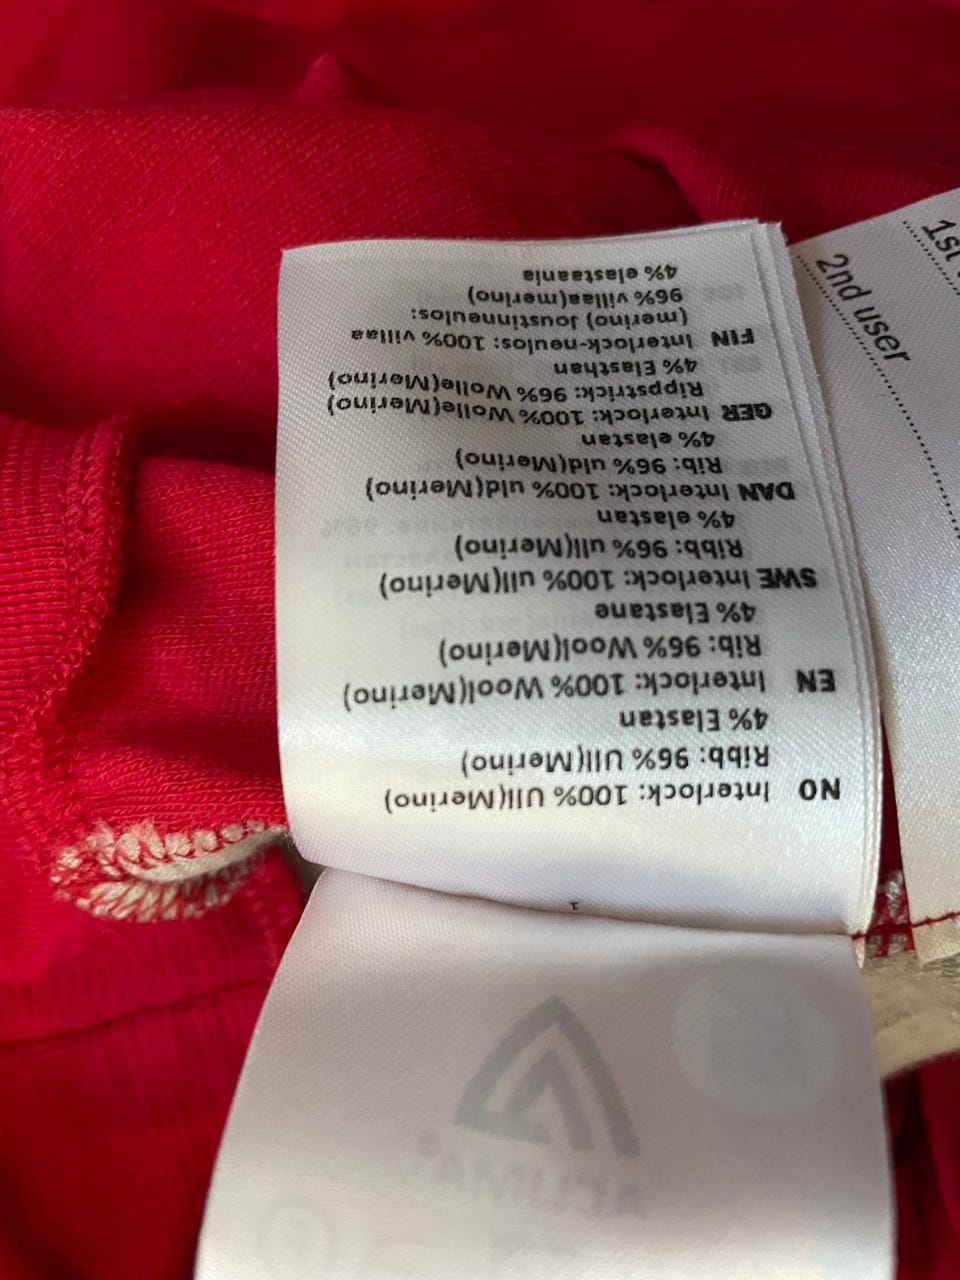 NO Interlock: 100% Ull(Merino)
Ribb: 96% Ull(Merino)
4% Elastan
EN Interlock: 100% Wool(Merino)
Rib: 96% Wool(Merino)
4% Elastane
SWE Interlock: 100% ull(Merino)
Ribb: 96% ull(Merino)
4% elastan
DAN Interlock: 100% uld(Merino)
Rib: 96% uld(Merino)
4% elastan
GER Interlock: 100% Wolle(Merino)
Rippstrick: 96% Wolle(Merino)
4% Elasthan
FIN Interlock-neulos: 100% villaa
(merino) Joustinneulos:
96% villaa(merino)
4% elastaania
1st
2nd user
ACLIMA®